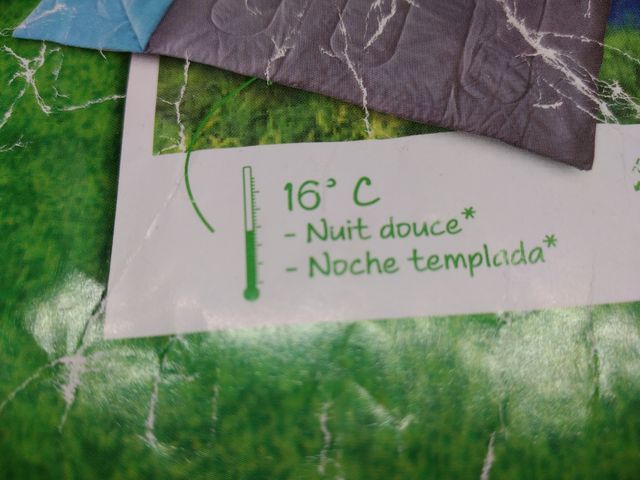 16° C
- Nuit douce*
- Noche templada*